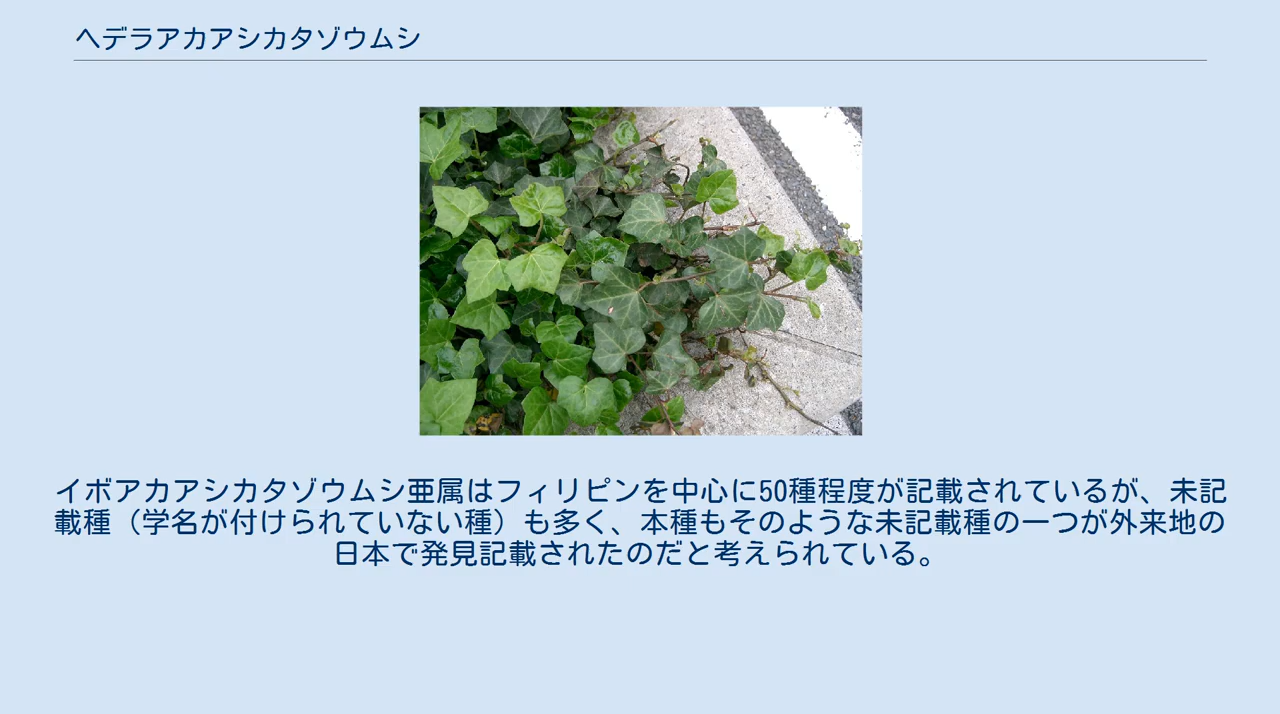 ヘデラアカアシカタゾウムシ
イボアカアシカタゾウムシ亜属はフィリピンを中心に50種程度が記載されているが、未記
載種（学名が付けられていない種）も多く、本種もそのような未記載種の一つが外来地の
日本で発見記載されたのだと考えられている。